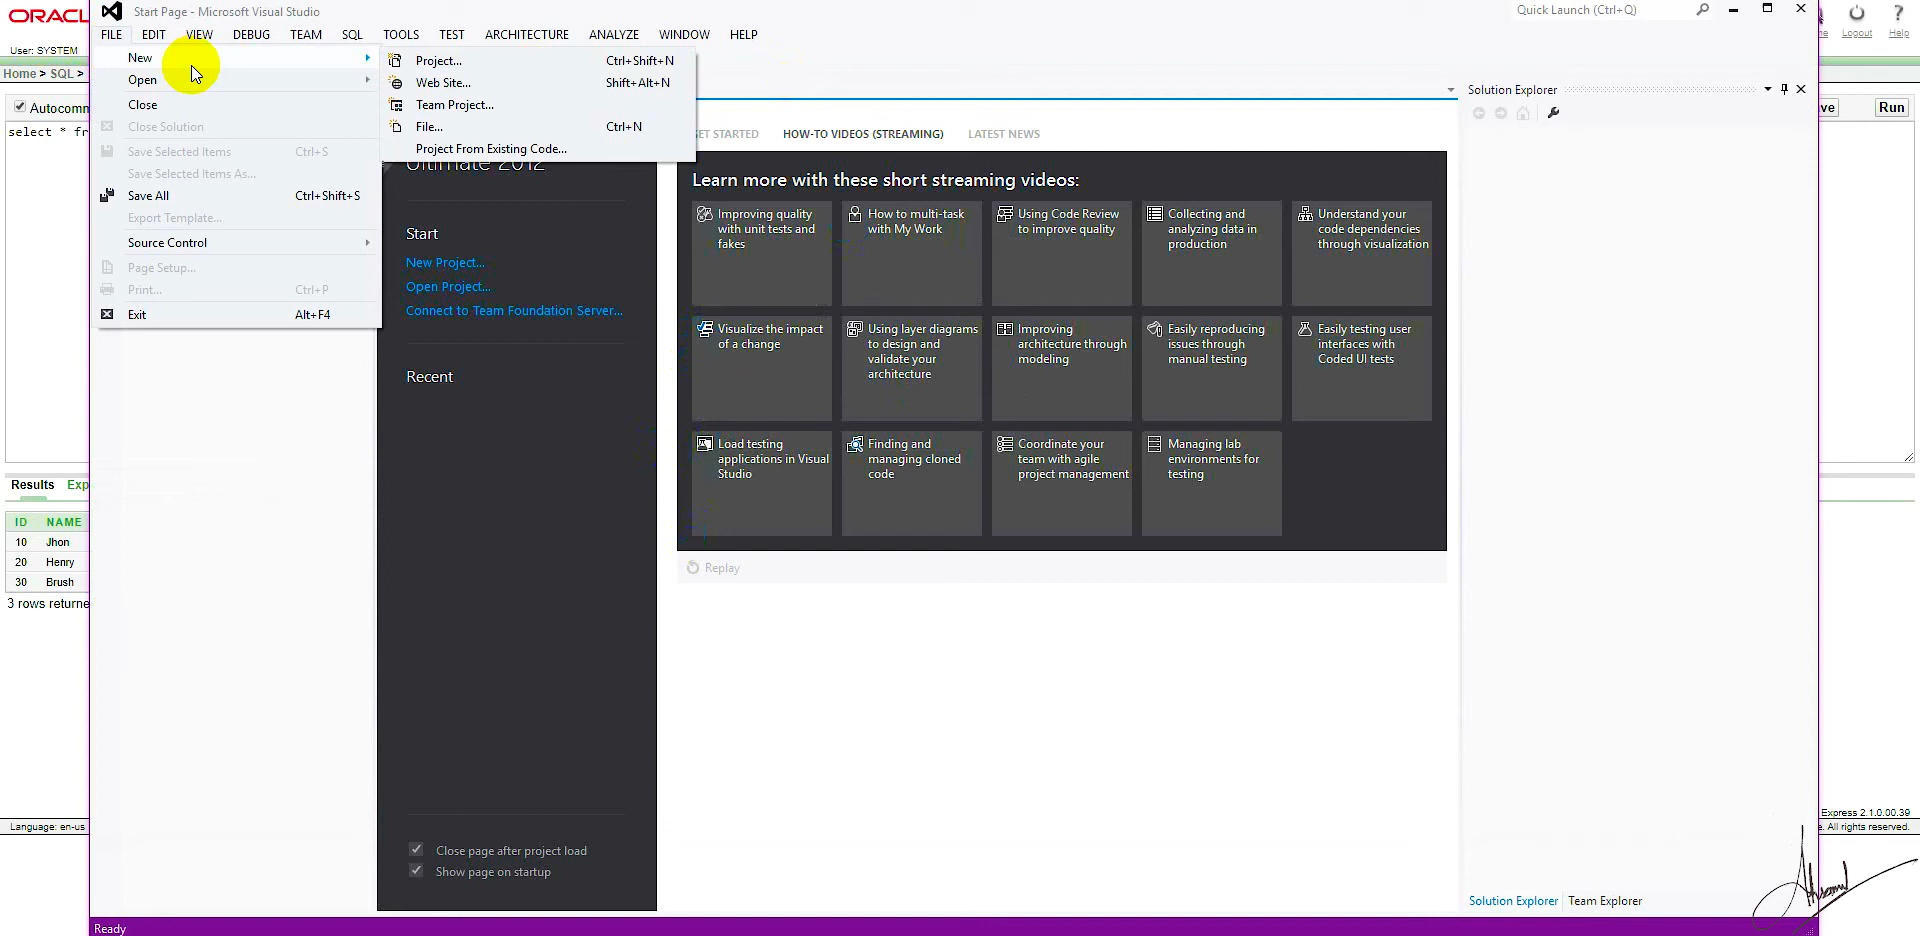 ORACL
User: SYSTEM
Home > SQL >
Autocomm
select * fr
Results Exp
ID NAME
10 Jhon
20 Henry
30 Brush
3 rows returne
Language: en-us
Start Page - Microsoft Visual Studio
Quick Launch (Ctrl+Q)
FILE EDIT VIEW DEBUG TEAM SQL TOOLS TEST ARCHITECTURE ANALYZE WINDOW HELP
New
Open
Close
Close Solution
Save Selected Items Ctrl+S
Save Selected Items As...
Save All Ctrl+Shift+S
Export Template...
Source Control
Page Setup...
Print... Ctrl+P
Exit Alt+F4
Project... Ctrl+Shift+N
Web Site... Shift+Alt+N
Team Project...
File... Ctrl+N
Project From Existing Code...
Ultimate 2012
Start
New Project...
Open Project...
Connect to Team Foundation Server...
Recent
Close page after project load
Show page on startup
ET STARTED HOW-TO VIDEOS (STREAMING) LATEST NEWS
Learn more with these short streaming videos:
Improving quality
with unit tests and
fakes
How to multi-task
with My Work
Using Code Review
to improve quality
Collecting and
analyzing data in
production
Understand your
code dependencies
through visualization
Visualize the impact
of a change
Using layer diagrams
to design and
validate your
architecture
Improving
architecture through
modeling
Easily reproducing
issues through
manual testing
Easily testing user
interfaces with
Coded UI tests
Load testing
applications in Visual
Studio
Finding and
managing cloned
code
Coordinate your
team with agile
project management
Managing lab
environments for
testing
Replay
Solution Explorer
Solution Explorer Team Explorer
Ready
me Logout Help
ve Run
Express 2.1.0.00.39
e. All rights reserved.